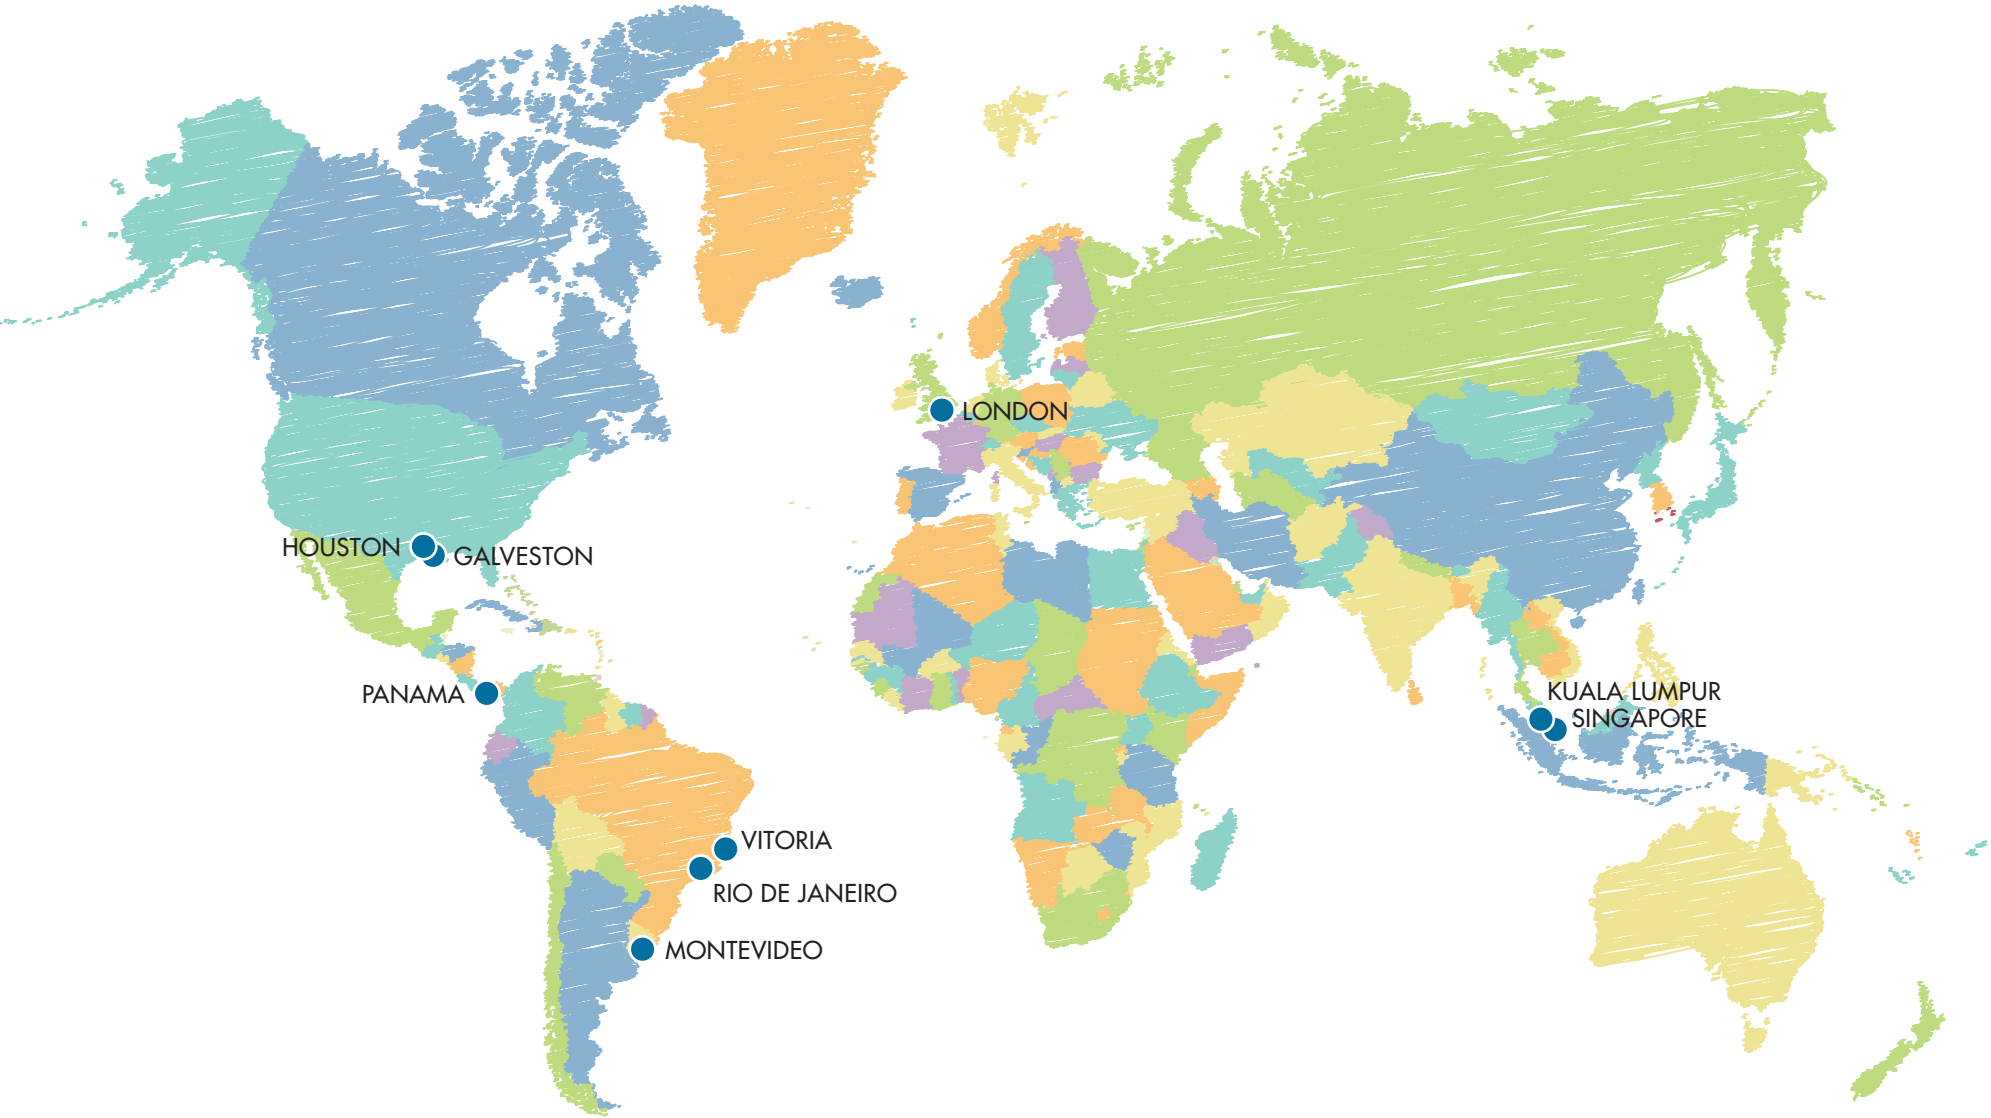 LONDON
HOUSTON
GALVESTON
PANAMA
KUALA LUMPUR
SINGAPORE
VITORIA
RIO DE JANEIRO
MONTEVIDEO